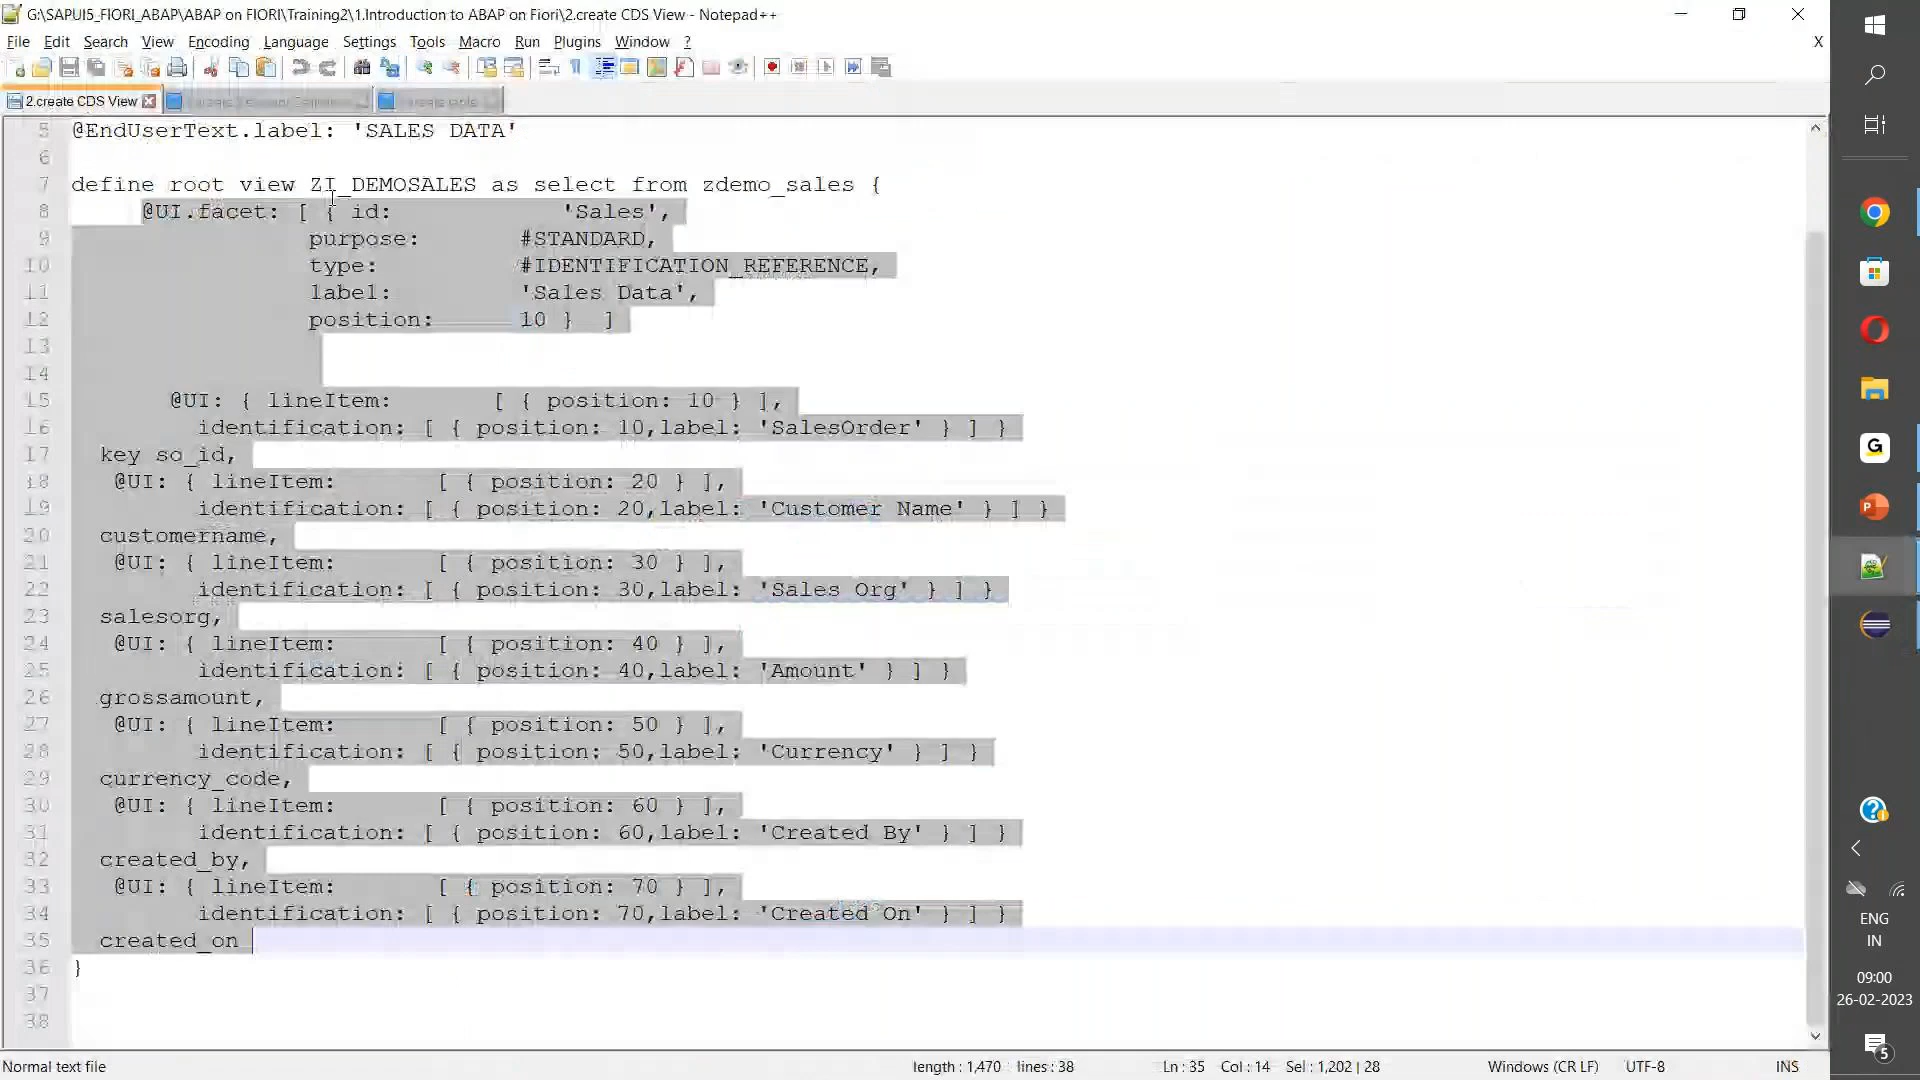 G:\SAPUI5_FIORI_ABAP\ABAP on FIORI\Training2\1.Introduction to ABAP on Fiori\2.create CDS View - Notepad++
File Edit Search View Encoding Language Settings Tools Macro Run Plugins Window ? X
2.create CDS View
5 @EndUserText.label: 'SALES DATA'
6
7 define root view ZI_DEMOSALES as select from zdemo_sales {
8 @UI.facet: [ { id: 'Sales',
9 purpose: #STANDARD,
10 type: #IDENTIFICATION_REFERENCE,
11 label: 'Sales Data',
12 position: 10 } ]
13
14
15 @UI: { lineItem: [ { position: 10 } ],
16 identification: [ { position: 10,label: 'SalesOrder' } ] }
17 key so_id,
18 @UI: { lineItem: [ { position: 20 } ],
19 identification: [ { position: 20,label: 'Customer Name' } ] }
20 customername,
21 @UI: { lineItem: [ { position: 30 } ],
22 identification: [ { position: 30,label: 'Sales Org' } ] }
23 salesorg,
24 @UI: { lineItem: [ { position: 40 } ],
25 identification: [ { position: 40,label: 'Amount' } ] }
26 grossamount,
27 @UI: { lineItem: [ { position: 50 } ],
28 identification: [ { position: 50,label: 'Currency' } ] }
29 currency_code,
30 @UI: { lineItem: [ { position: 60 } ],
31 identification: [ { position: 60,label: 'Created By' } ] }
32 created_by,
33 @UI: { lineItem: [ { position: 70 } ],
34 identification: [ { position: 70,label: 'Created On' } ] }
35 created_on
36 }
37
38
Normal text file length : 1,470 lines : 38 Ln : 35 Col : 14 Sel : 1,202 | 28 Windows (CR LF) UTF-8 INS
ENG
IN
09:00
26-02-2023
5